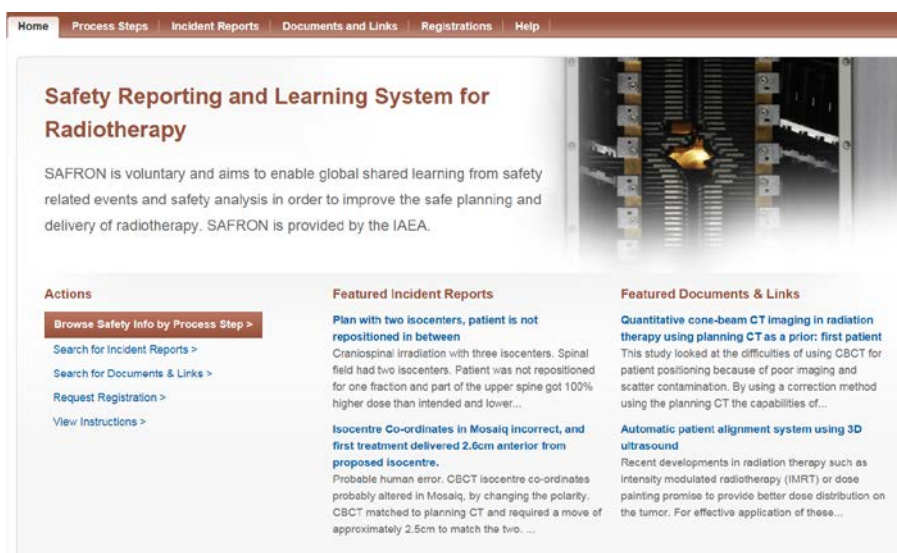 Home Process Steps Incident Reports Documents and Links Registrations Help
Safety Reporting and Learning System for
Radiotherapy
SAFRON is voluntary and aims to enable global shared learning from safety
related events and safety analysis in order to improve the safe planning and
delivery of radiotherapy. SAFRON is provided by the IAEA.
Actions
Browse Safety Info by Process Step >
Search for Incident Reports >
Search for Documents & Links >
Request Registration >
View Instructions >
Featured Incident Reports
Plan with two isocenters, patient is not
repositioned in between
Craniospinal irradiation with three isocenters. Spinal
field had two isocenters. Patient was not repositioned
for one fraction and part of the upper spine got 100%
higher dose than intended and lower...
Isocentre Co-ordinates in Mosaiq incorrect, and
first treatment delivered 2.6cm anterior from
proposed isocentre.
Probable human error. CBCT isocentre co-ordinates
probably altered in Mosaiq, by changing the polarity.
CBCT matched to planning CT and required a move of
approximately 2.5cm to match the two. ...
Featured Documents & Links
Quantitative cone-beam CT imaging in radiation
therapy using planning CT as a prior: first patient
This study looked at the difficulties of using CBCT for
patient positioning because of poor imaging and
scatter contamination. By using a correction method
using the planning CT the capabilities of...
Automatic patient alignment system using 3D
ultrasound
Recent developments in radiation therapy such as
intensity modulated radiotherapy (IMRT) or dose
painting promise to provide better dose distribution on
the tumor. For effective application of these...